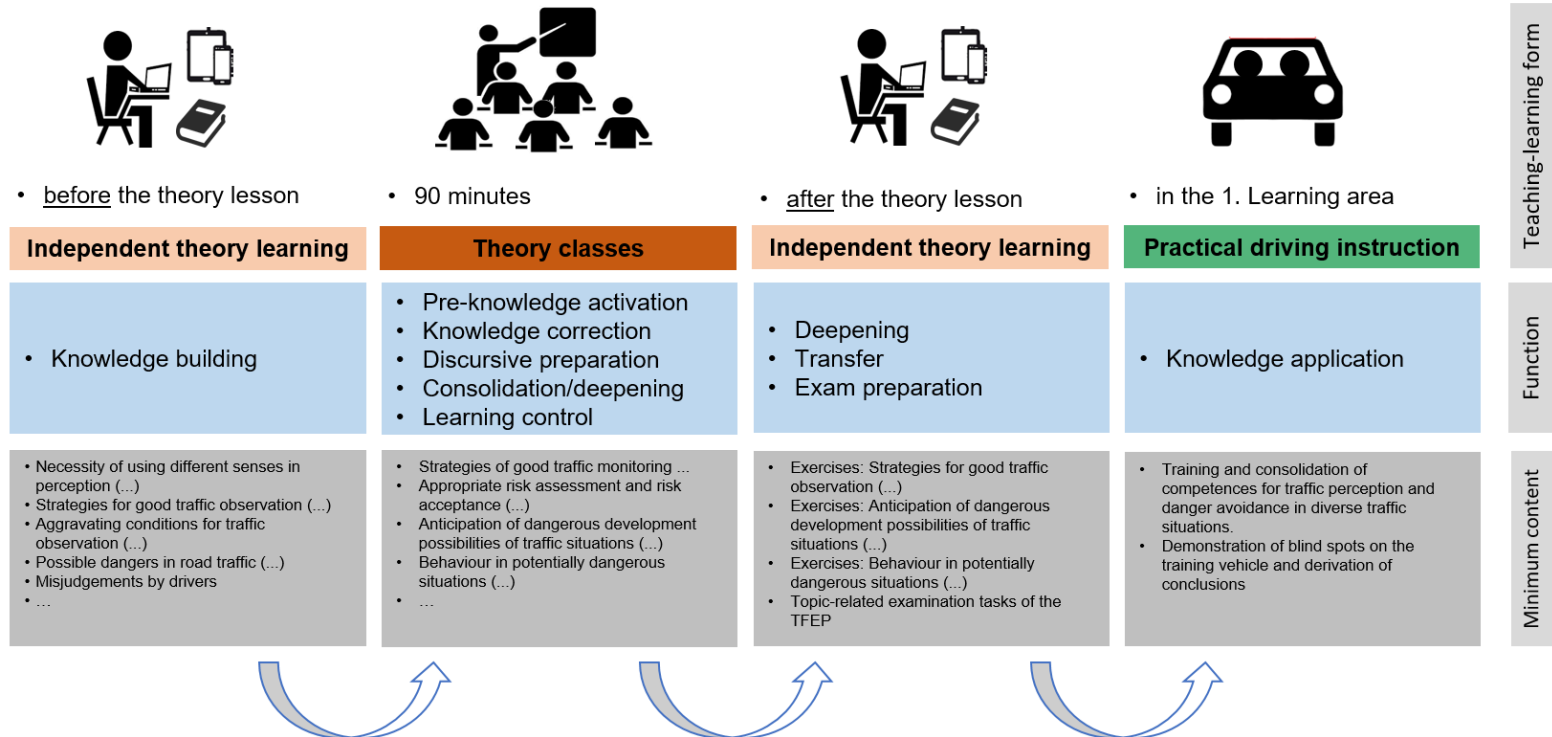 • before the theory lesson
• 90 minutes
• after the theory lesson
• in the 1. Learning area
Teaching-learning form
Independent theory learning
Theory classes
Independent theory learning
Practical driving instruction
• Knowledge building
• Pre-knowledge activation
• Knowledge correction
• Discursive preparation
• Consolidation/deepening
• Learning control
• Deepening
• Transfer
• Exam preparation
• Knowledge application
Function
• Necessity of using different senses in
perception (...)
• Strategies for good traffic observation (...)
• Aggravating conditions for traffic
observation (...)
• Possible dangers in road traffic (...)
• Misjudgements by drivers
• ...
• Strategies of good traffic monitoring ...
• Appropriate risk assessment and risk
acceptance (...)
• Anticipation of dangerous development
possibilities of traffic situations (...)
• Behaviour in potentially dangerous
situations (...)
• ...
• Exercises: Strategies for good traffic
observation (...)
• Exercises: Anticipation of dangerous
development possibilities of traffic
situations (...)
• Exercises: Behaviour in potentially
dangerous situations (...)
• Topic-related examination tasks of the
TFEP
• Training and consolidation of
competences for traffic perception and
danger avoidance in diverse traffic
situations.
• Demonstration of blind spots on the
training vehicle and derivation of
conclusions
Minimum content